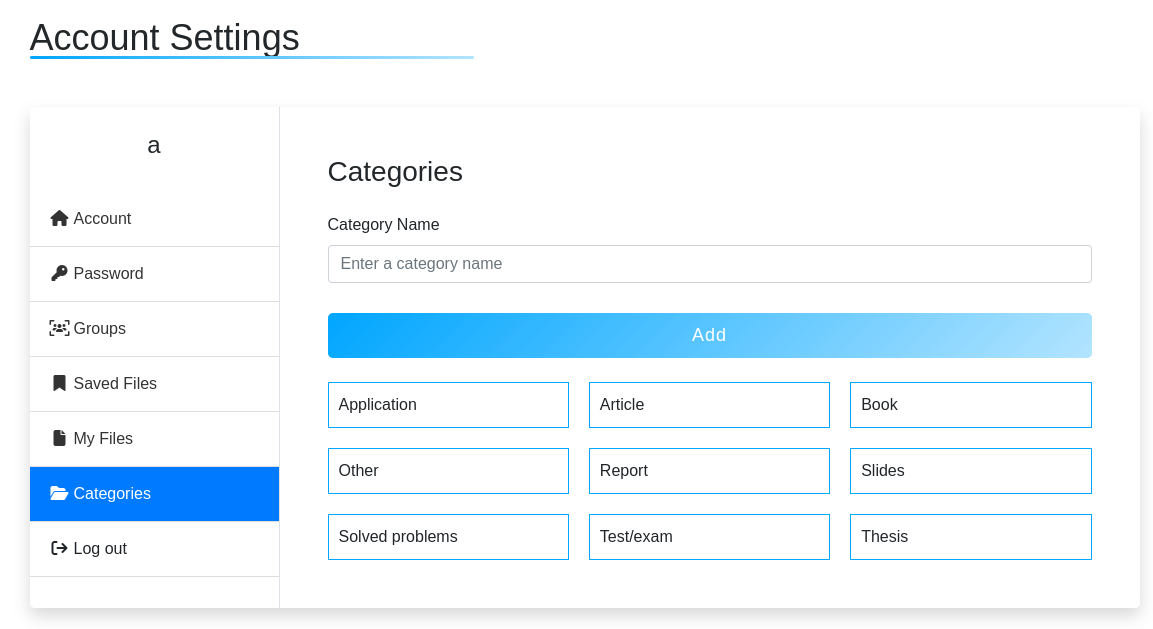 Account Settings
a
Account
Password
Groups
Saved Files
My Files
Categories
Log out
Categories
Category Name
Enter a category name
Add
Application
Article
Book
Other
Report
Slides
Solved problems
Test/exam
Thesis